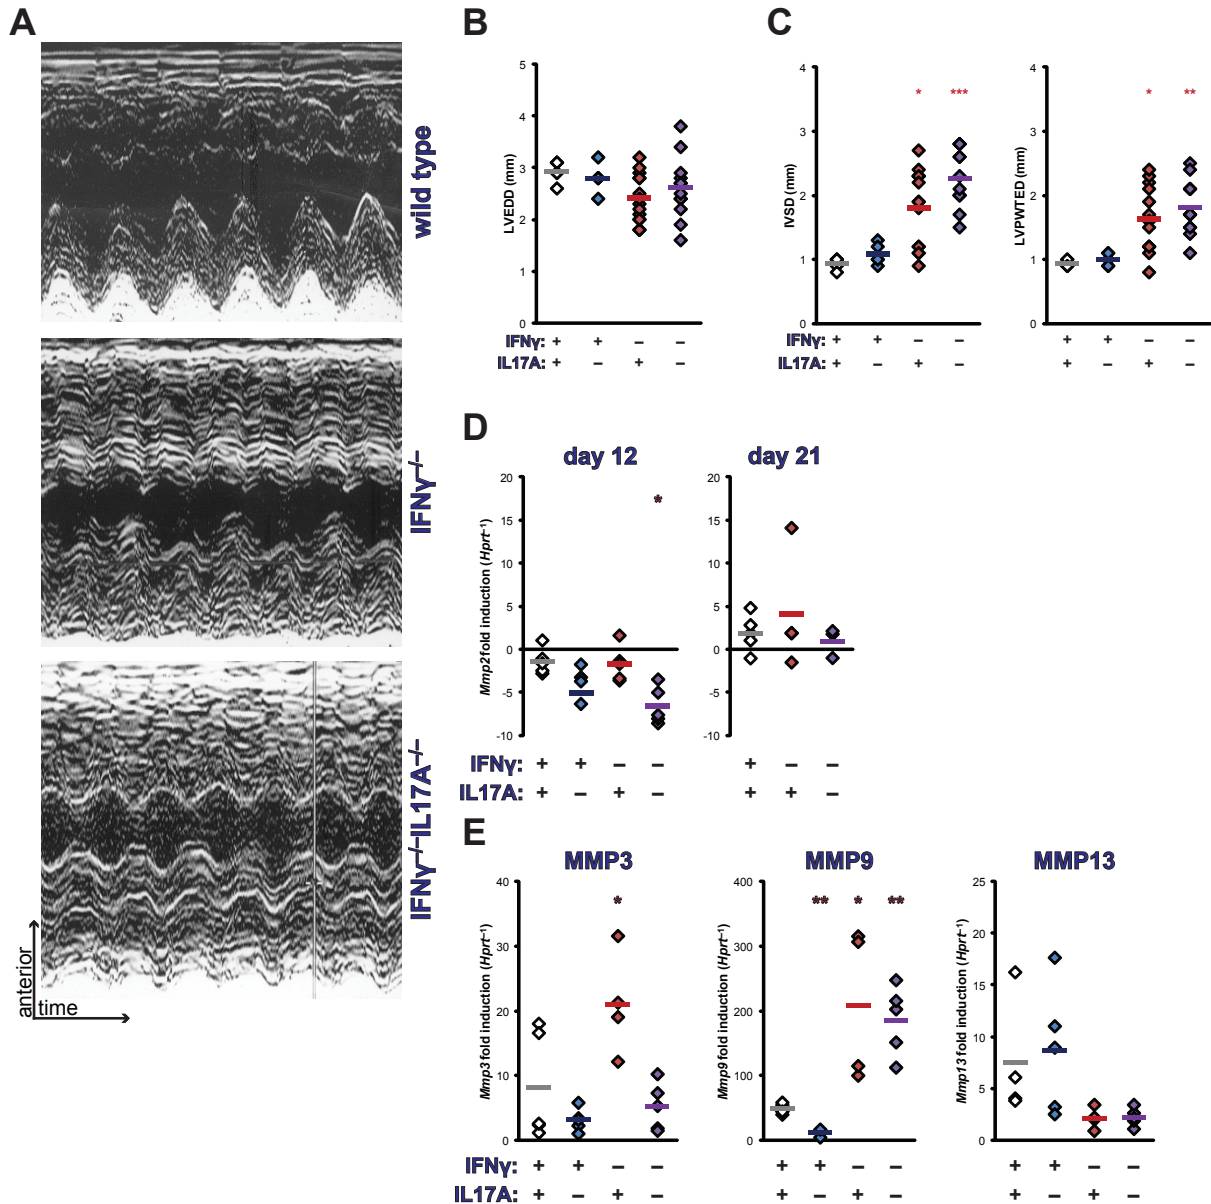 A
wild type
IFNγ⁻/⁻
IFNγ⁻/⁻IL17A⁻/⁻
anterior
time
B
LVEDD (mm)
5
4
3
2
1
0
IFNγ: + + – –
IL17A: + – + –
C
IVSD (mm)
4
3
2
1
0
* ***
IFNγ: + + – –
IL17A: + – + –
LVPWTED (mm)
4
3
2
1
0
* **
+ + – –
+ – + –
D
day 12
Mmp2 fold induction (Hprt⁻¹)
20
15
10
5
0
-5
-10
*
IFNγ: + + – –
IL17A: + – + –
day 21
20
15
10
5
0
-5
-10
+ – –
+ + –
E
MMP3
Mmp3 fold induction (Hprt⁻¹)
40
30
20
10
0
*
IFNγ: + + – –
IL17A: + – + –
MMP9
Mmp9 fold induction (Hprt⁻¹)
400
300
200
100
0
** * **
+ + – –
+ – + –
MMP13
Mmp13 fold induction (Hprt⁻¹)
25
20
15
10
5
0
+ + – –
+ – + –